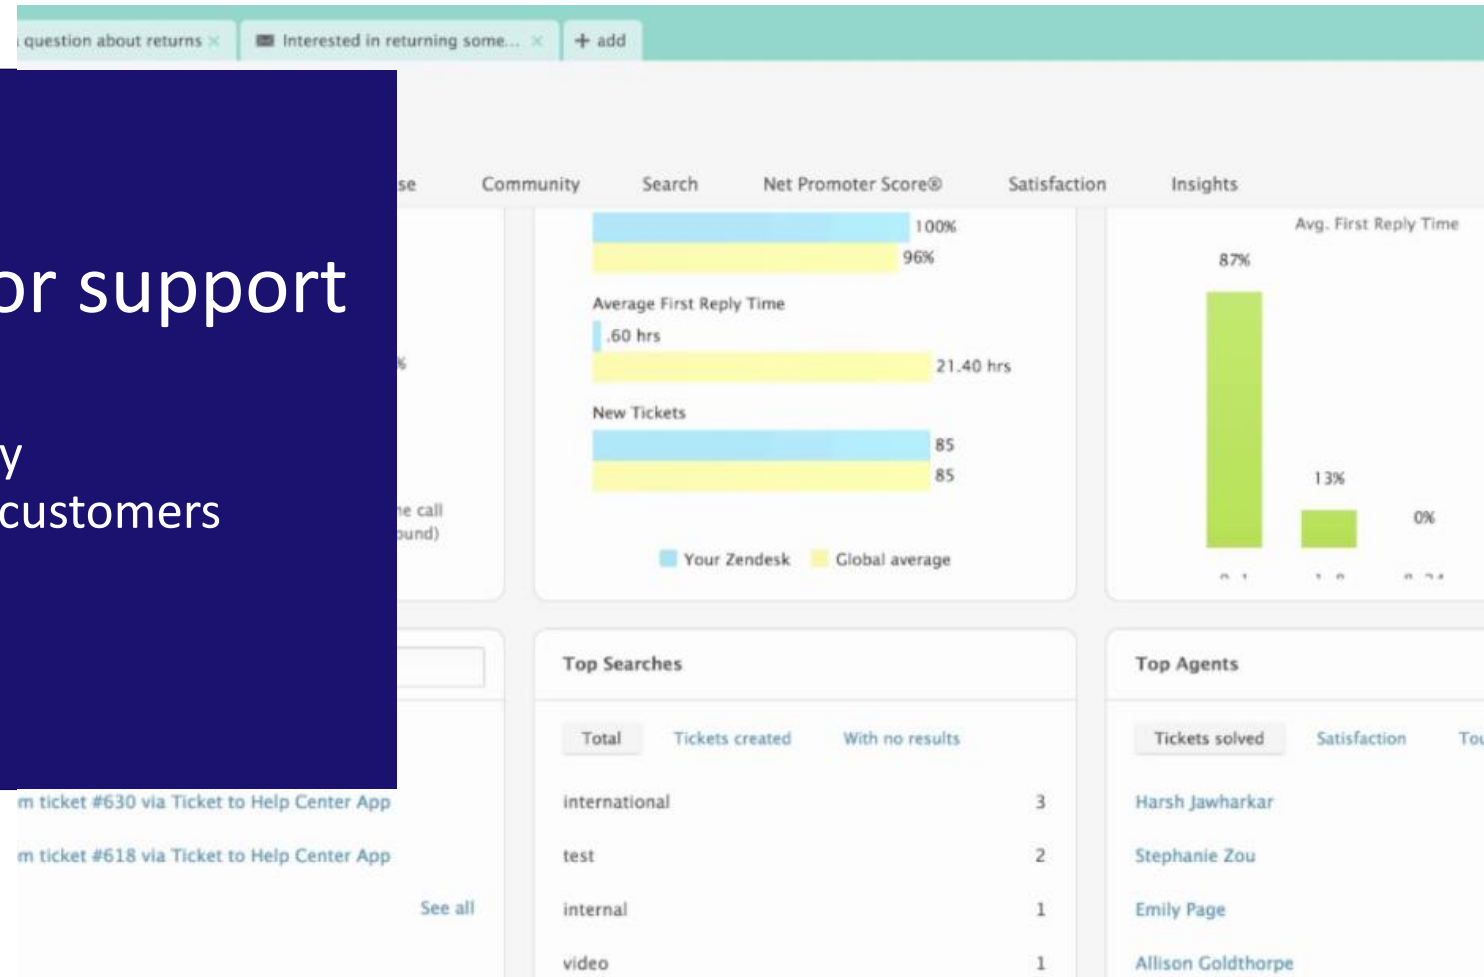 question about returns ×
Interested in returning some... ×
+ add
or support
y
customers
se
Community
Search
Net Promoter Score®
Satisfaction
Insights
%
he call
ound)
100%
96%
Average First Reply Time
.60 hrs
21.40 hrs
New Tickets
85
85
Your Zendesk
Global average
Avg. First Reply Time
87%
13%
0%
m ticket #630 via Ticket to Help Center App
m ticket #618 via Ticket to Help Center App
See all
Top Searches
Total
Tickets created
With no results
international 3
test 2
internal 1
video 1
Top Agents
Tickets solved
Satisfaction
Tou
Harsh Jawharkar
Stephanie Zou
Emily Page
Allison Goldthorpe